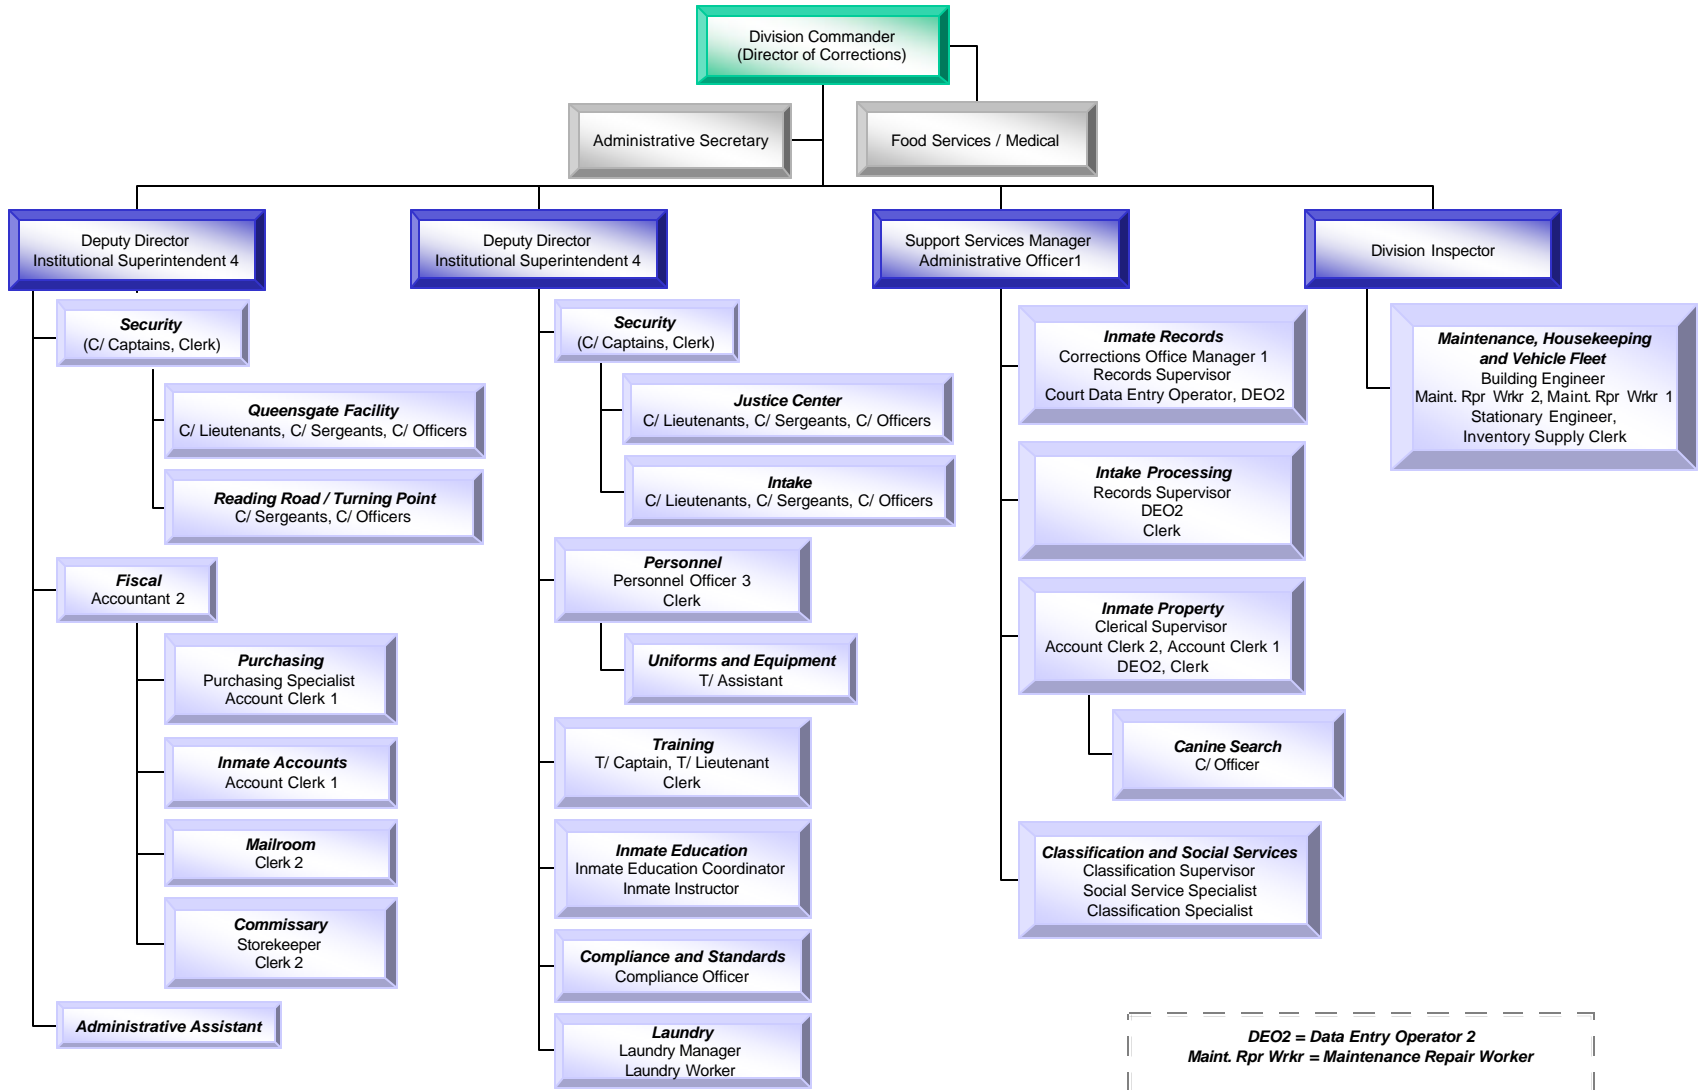 Division Commander
(Director of Corrections)
Administrative Secretary
Food Services / Medical
Deputy Director
Institutional Superintendent 4
Security
(C/ Captains, Clerk)
Queensgate Facility
C/ Lieutenants, C/ Sergeants, C/ Officers
Reading Road / Turning Point
C/ Sergeants, C/ Officers
Fiscal
Accountant 2
Purchasing
Purchasing Specialist
Account Clerk 1
Inmate Accounts
Account Clerk 1
Mailroom
Clerk 2
Commissary
Storekeeper
Clerk 2
Administrative Assistant
Deputy Director
Institutional Superintendent 4
Security
(C/ Captains, Clerk)
Justice Center
C/ Lieutenants, C/ Sergeants, C/ Officers
Intake
C/ Lieutenants, C/ Sergeants, C/ Officers
Personnel
Personnel Officer 3
Clerk
Uniforms and Equipment
T/ Assistant
Training
T/ Captain, T/ Lieutenant
Clerk
Inmate Education
Inmate Education Coordinator
Inmate Instructor
Compliance and Standards
Compliance Officer
Laundry
Laundry Manager
Laundry Worker
Support Services Manager
Administrative Officer1
Inmate Records
Corrections Office Manager 1
Records Supervisor
Court Data Entry Operator, DEO2
Intake Processing
Records Supervisor
DEO2
Clerk
Inmate Property
Clerical Supervisor
Account Clerk 2, Account Clerk 1
DEO2, Clerk
Canine Search
C/ Officer
Classification and Social Services
Classification Supervisor
Social Service Specialist
Classification Specialist
Division Inspector
Maintenance, Housekeeping
and Vehicle Fleet
Building Engineer
Maint. Rpr Wrkr 2, Maint. Rpr Wrkr 1
Stationary Engineer,
Inventory Supply Clerk
DEO2 = Data Entry Operator 2
Maint. Rpr Wrkr = Maintenance Repair Worker